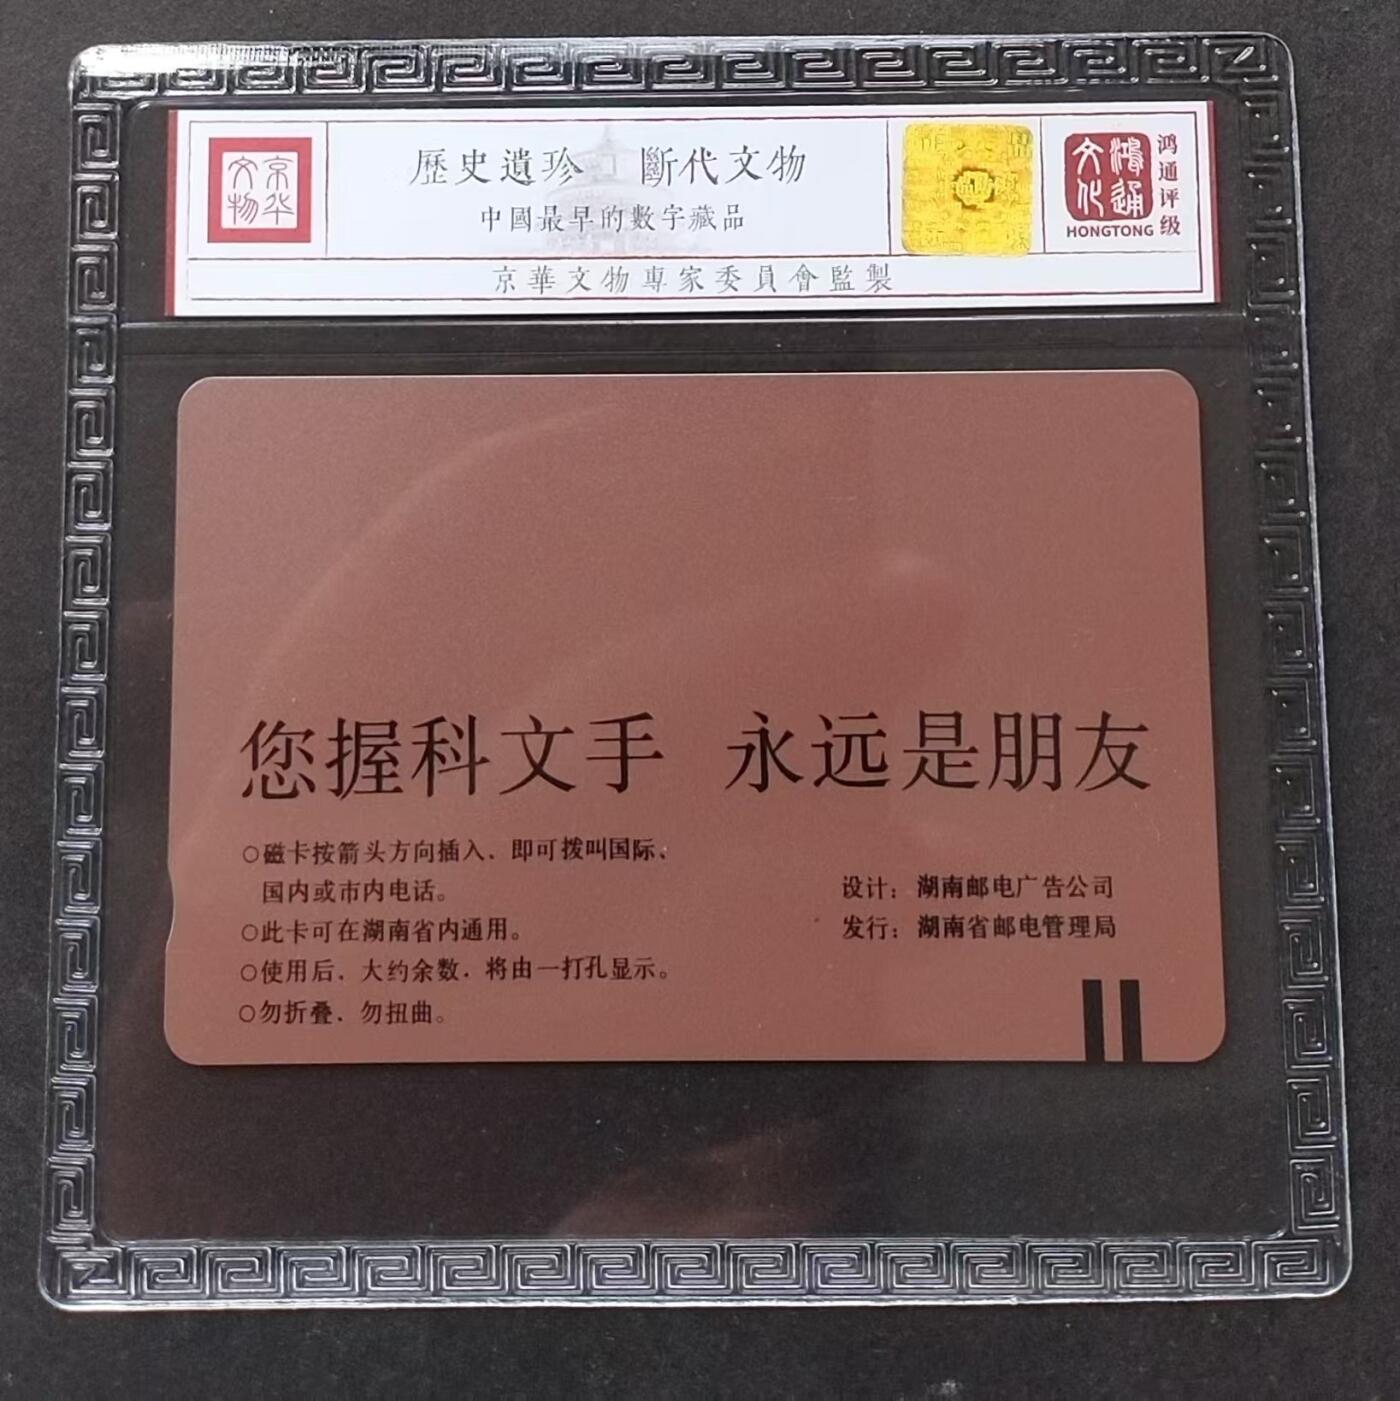 京华
文物
歷史遺珍 斷代文物
中國最早的數字藏品
京華文物專家委員會監製
鸿通
文化
HONGTONG
鸿通评级
您握科文手 永远是朋友
○磁卡按箭头方向插入、即可拨叫国际、
国内或市内电话。
○此卡可在湖南省内通用。
○使用后、大约余数、将由一打孔显示。
○勿折叠、勿扭曲。
设计：湖南邮电广告公司
发行：湖南省邮电管理局